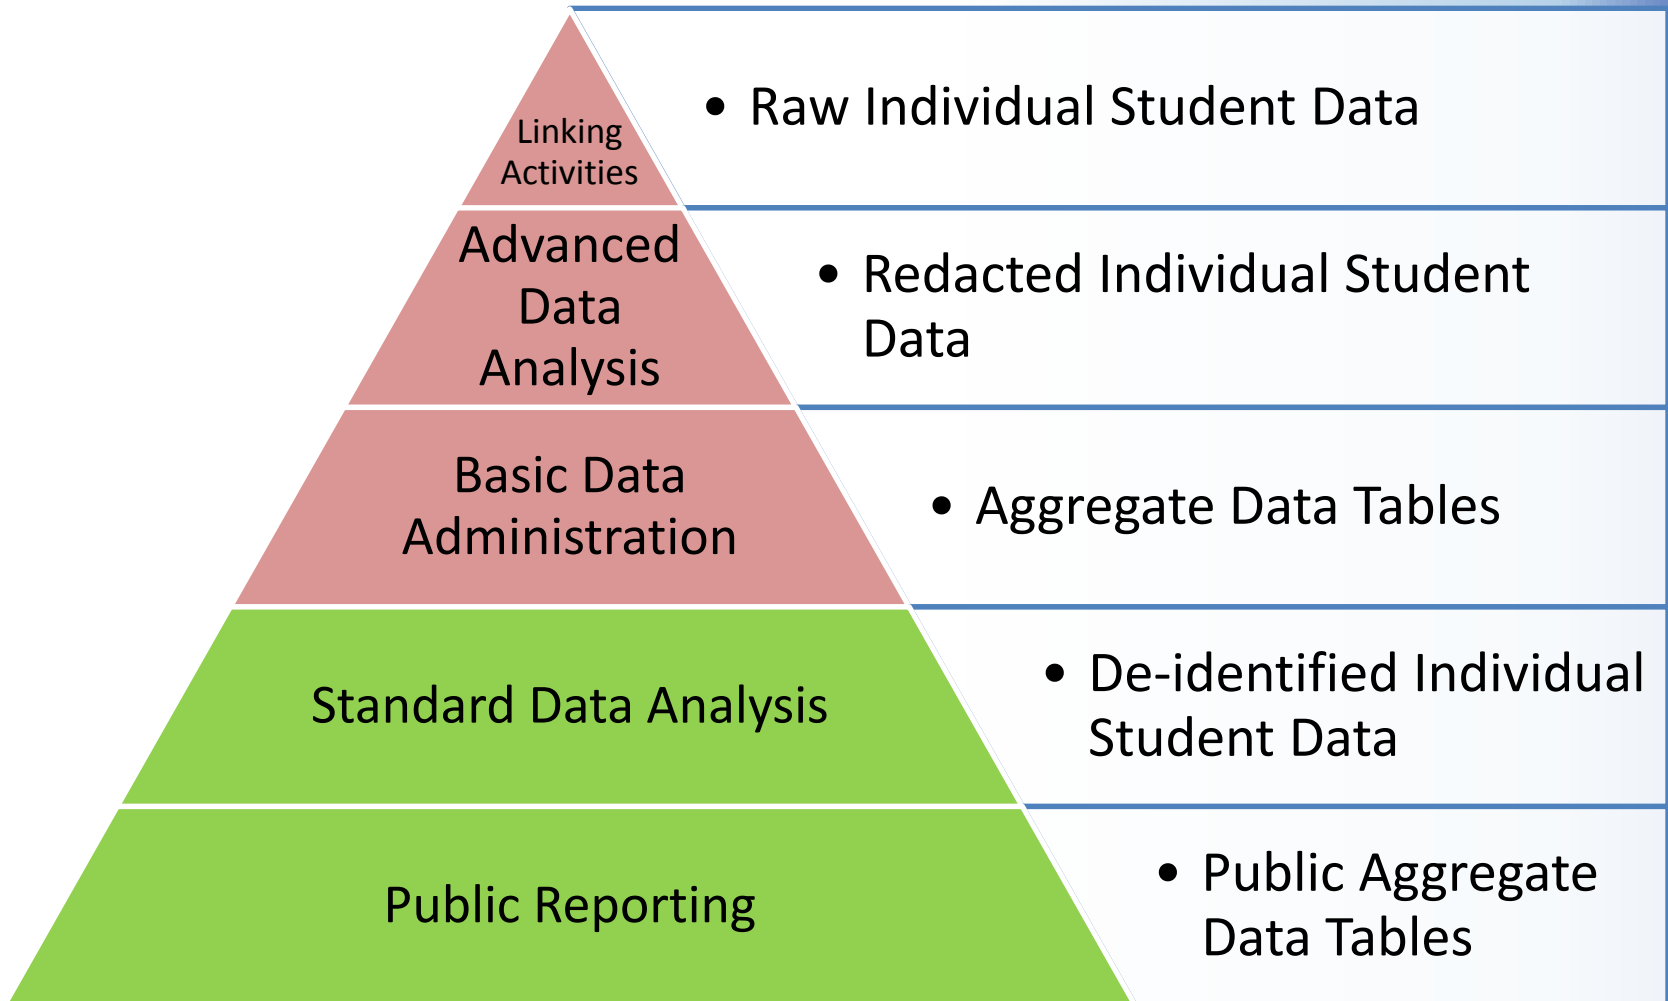 Linking
Activities
• Raw Individual Student Data
Advanced
Data
Analysis
• Redacted Individual Student
Data
Basic Data
Administration
• Aggregate Data Tables
Standard Data Analysis
• De-identified Individual
Student Data
Public Reporting
• Public Aggregate
Data Tables